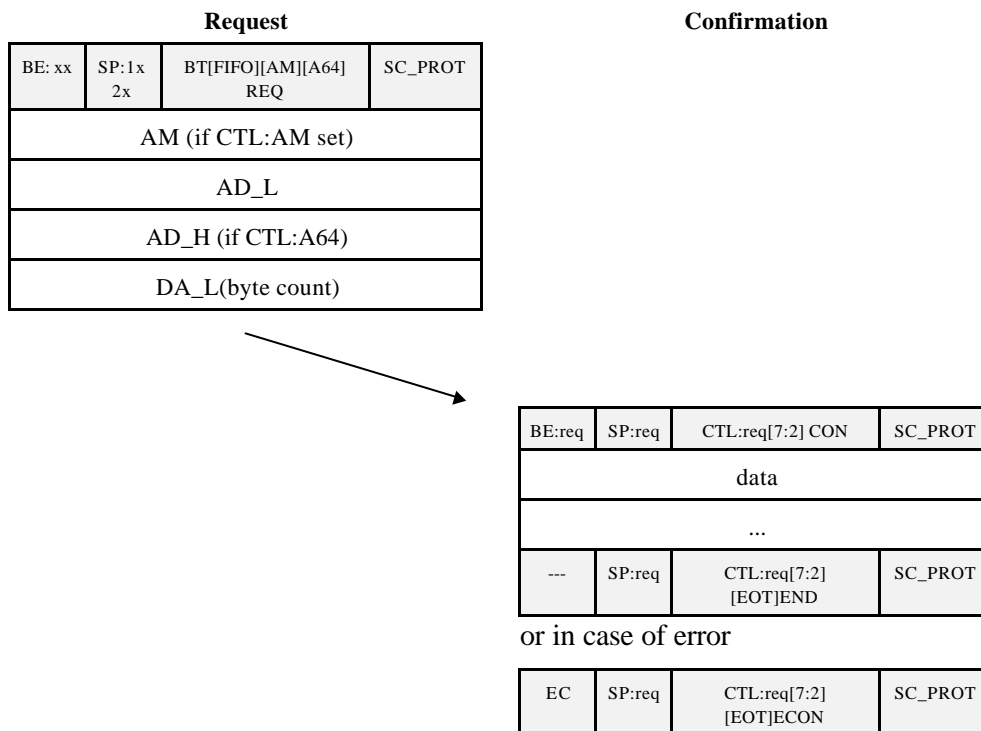 Request
Confirmation
BE: xx SP:1x BT[FIFO][AM][A64] SC_PROT
2x REQ
AM (if CTL:AM set)
AD_L
AD_H (if CTL:A64)
DA_L(byte count)
BE:req SP:req CTL:req[7:2] CON SC_PROT
data
...
--- SP:req CTL:req[7:2] SC_PROT
[EOT]END
or in case of error
EC SP:req CTL:req[7:2] SC_PROT
[EOT]ECON